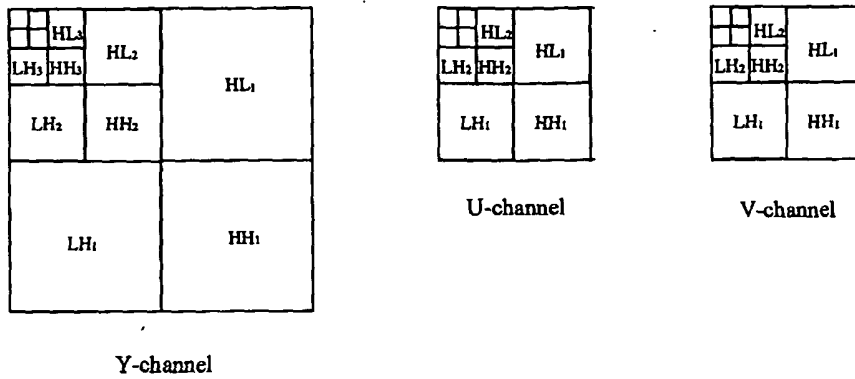 HL₃
HL₂
HL₁
LH₃ HH₃
LH₂ HH₂
LH₁ HH₁
Y-channel
HL₂
HL₁
LH₂ HH₂
LH₁ HH₁
U-channel
HL₂
HL₁
LH₂ HH₂
LH₁ HH₁
V-channel